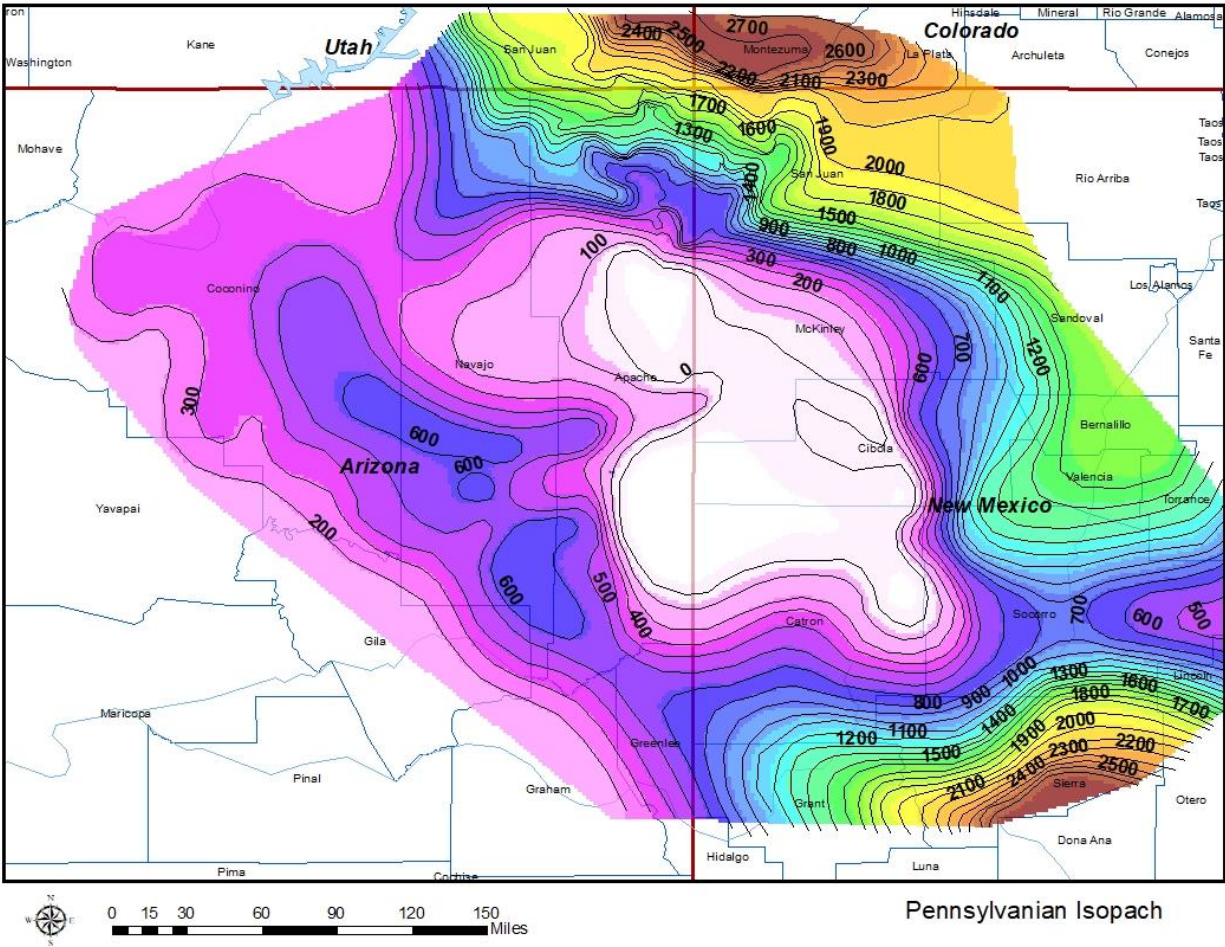 ron
Kane
Utah
San Juan
2400
2500
2700
Montezuma
2600
La Plata
Colorado
Hinsdale
Mineral
Rio Grande
Alamosa
Archuleta
Conejos
Washington
2200
2100
2300
Mohave
1700
1300
1600
1900
Taos
Taos
Taos
1400
San Juan
2000
Rio Arriba
1800
Taos
1500
900
800
1000
100
300
200
1100
Los Alamos
Coconino
Sandoval
McKinley
700
1200
Santa
Fe
Navajo
Apache
0
600
300
600
Bernalillo
Cibola
Arizona
600
Valencia
New Mexico
Torrance
Yavapai
200
600
500
400
Catron
Socorro
700
600
500
Gila
1000
1300
1600
Lincoln
1700
Maricopa
800
900
1400
1800
2000
Greenlee
1200
1100
1500
1900
2300
2200
2500
Pinal
Graham
Grant
2100
2400
Sierra
Otero
Hidalgo
Luna
Dona Ana
Pima
Cochise
N
W
E
S
0 15 30 60 90 120 150
Miles
Pennsylvanian Isopach